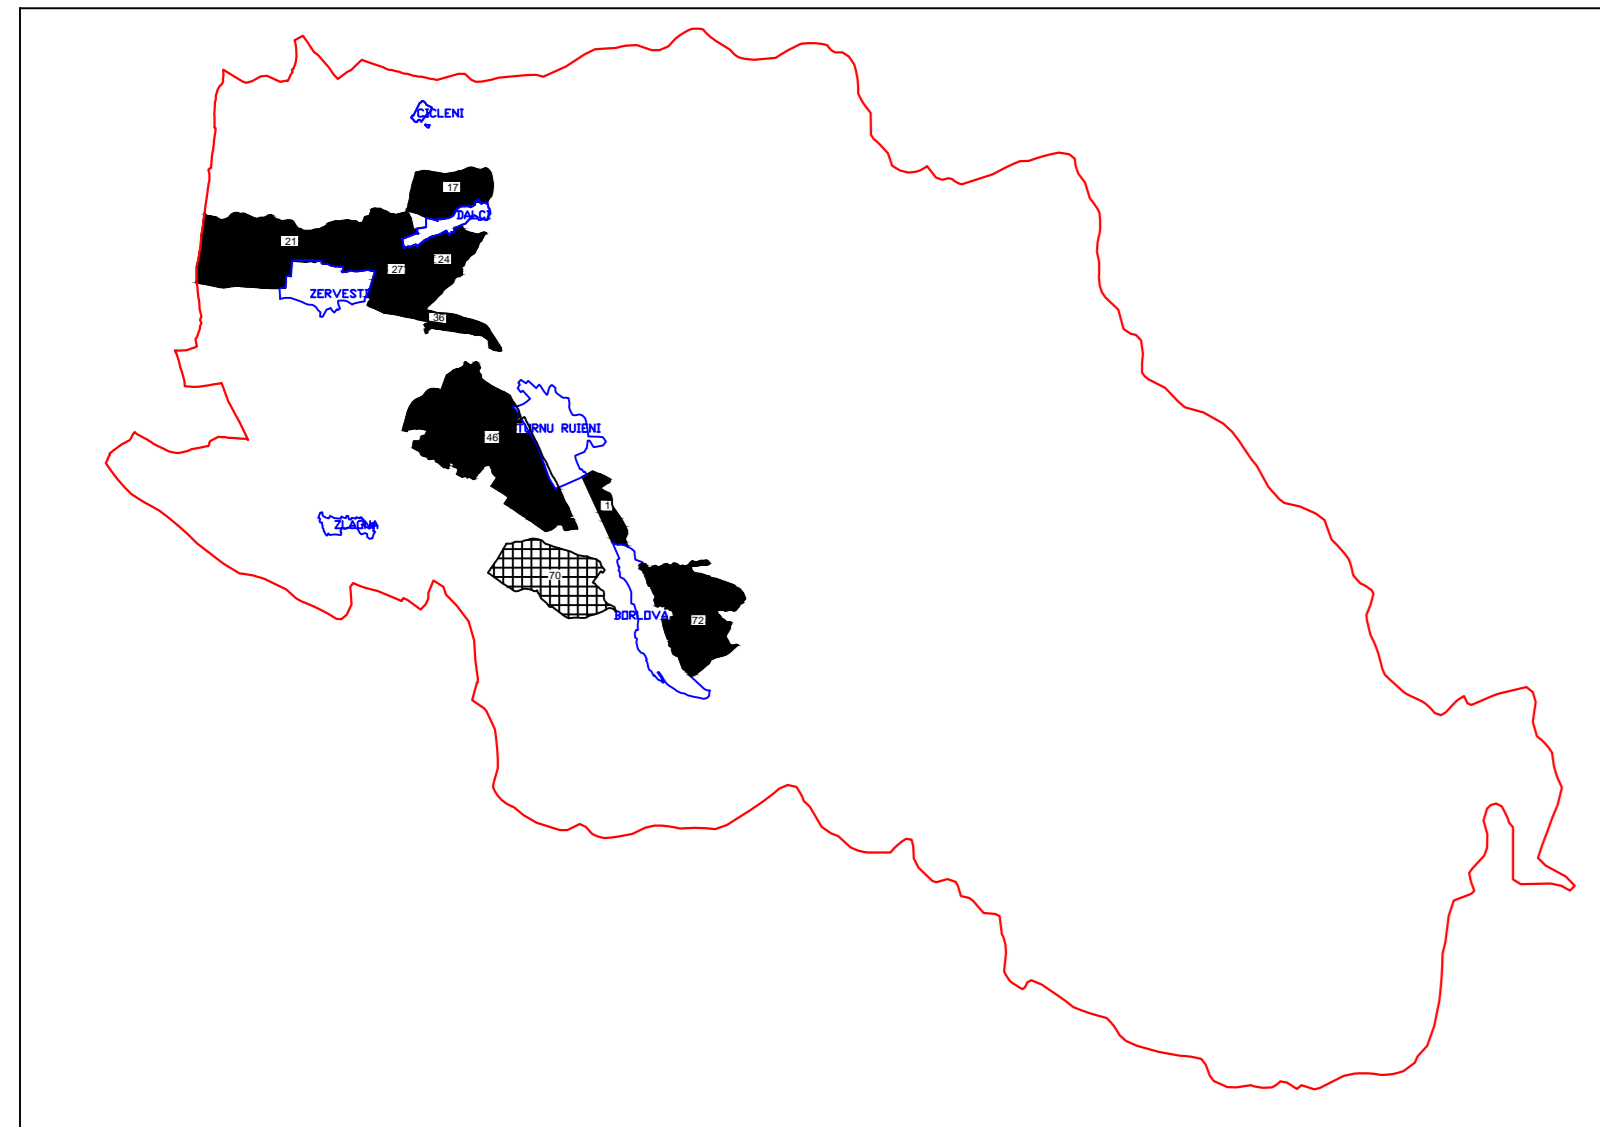 CICLENI
17
DALCI
21
24
27
ZERVESTI
36
TURNU RUIENI
46
1
ZLAGNA
70
BORLOVA
72